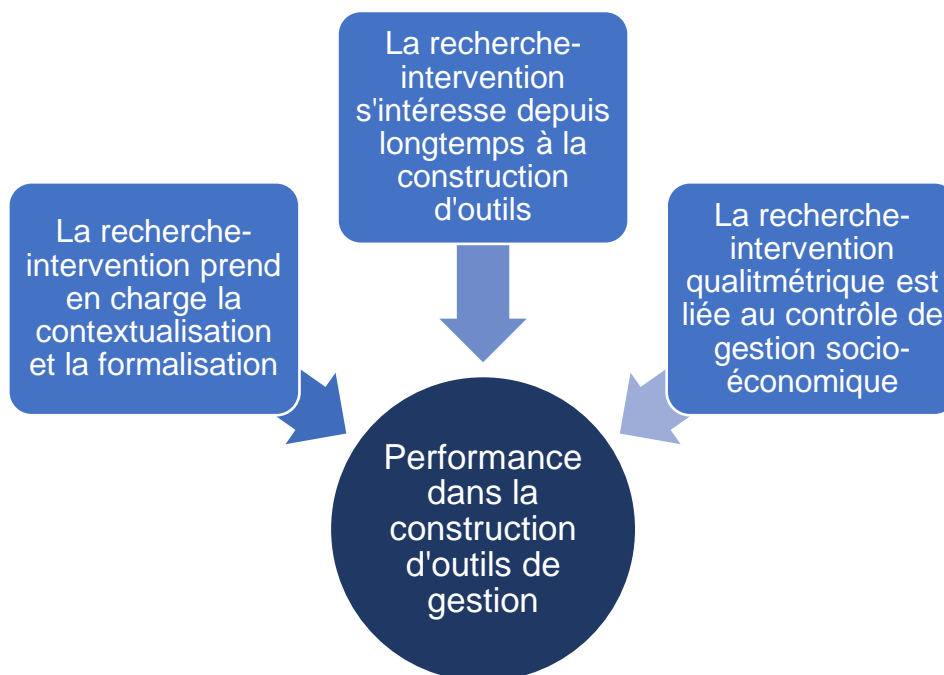 La recherche-
intervention
s'intéresse depuis
longtemps à la
construction
d'outils
La recherche-
intervention prend
en charge la
contextualisation
et la formalisation
La recherche-
intervention
qualitmétrique est
liée au contrôle de
gestion socio-
économique
Performance
dans la
construction
d'outils de
gestion